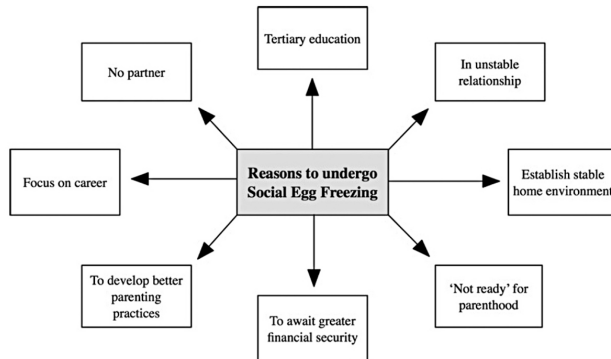 Tertiary education
No partner
In unstable
relationship
Focus on career
Reasons to undergo
Social Egg Freezing
Establish stable
home environment
To develop better
parenting
practices
To await greater
financial security
‘Not ready’ for
parenthood